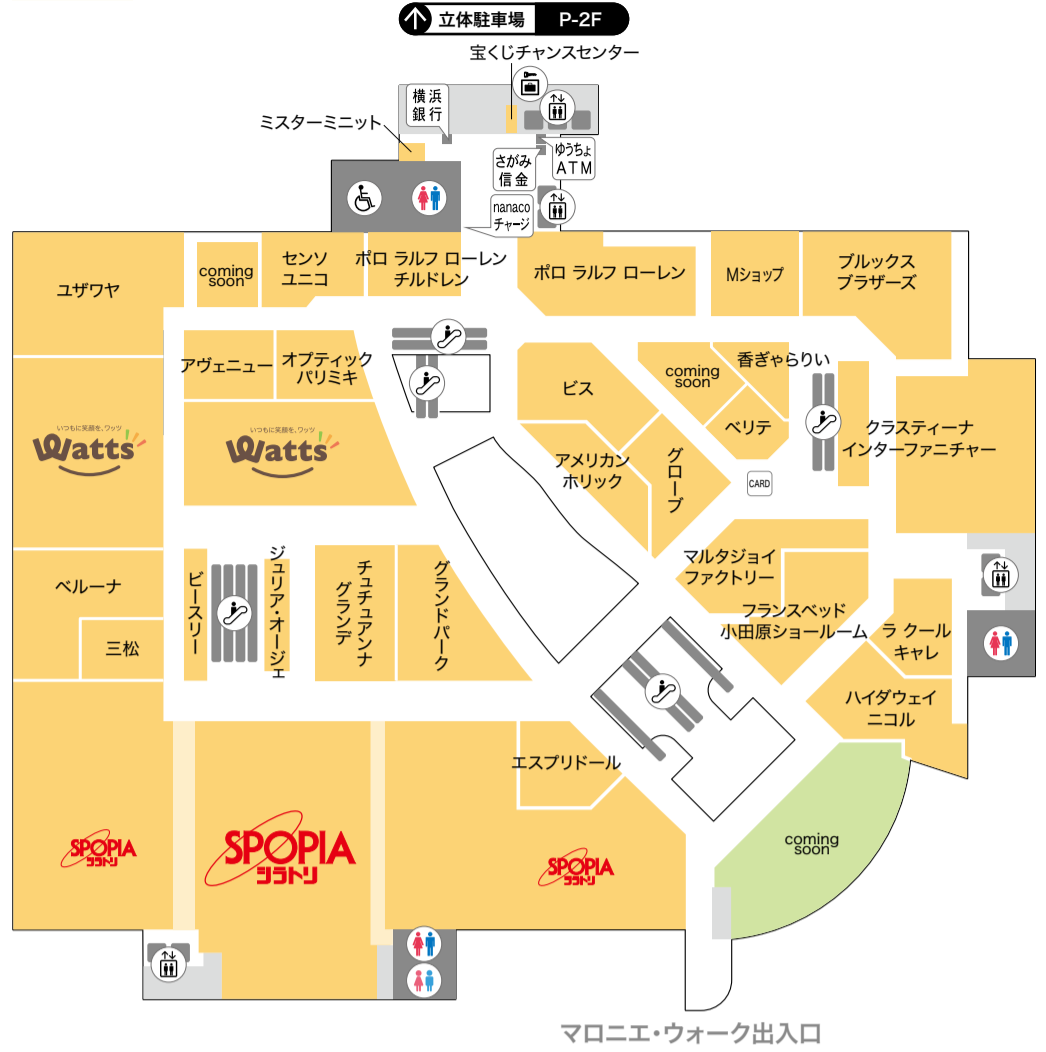 立体駐車場 P-2F
宝くじチャンスセンター
横浜
銀行
ミスターミニット
さがみ
信金
ゆうちょ
ATM
nanaco
チャージ
ユザワヤ
coming
soon
センソ
ユニコ
ポロ ラルフ ローレン
チルドレン
ポロ ラルフ ローレン
Mショップ
ブルックス
ブラザーズ
アヴェニュー
オプティック
パリミキ
ビス
coming
soon
香ぎゃらりい
ベリテ
クラスティーナ
インターファニチャー
いつもに笑顔を、ワッツ
Watts
いつもに笑顔を、ワッツ
Watts
アメリカン
ホリック
グローブ
CARD
ベルーナ
三松
ビースリー
ジュリア・オージェ
チュチュアンナ
グランデ
グランドパーク
マルタジョイ
ファクトリー
フランスベッド
小田原ショールーム
ラ クール
キャレ
ハイダウェイ
ニコル
エスプリドール
SPOPIA
シラトリ
SPOPIA
シラトリ
SPOPIA
シラトリ
coming
soon
マロニエ・ウォーク出入口